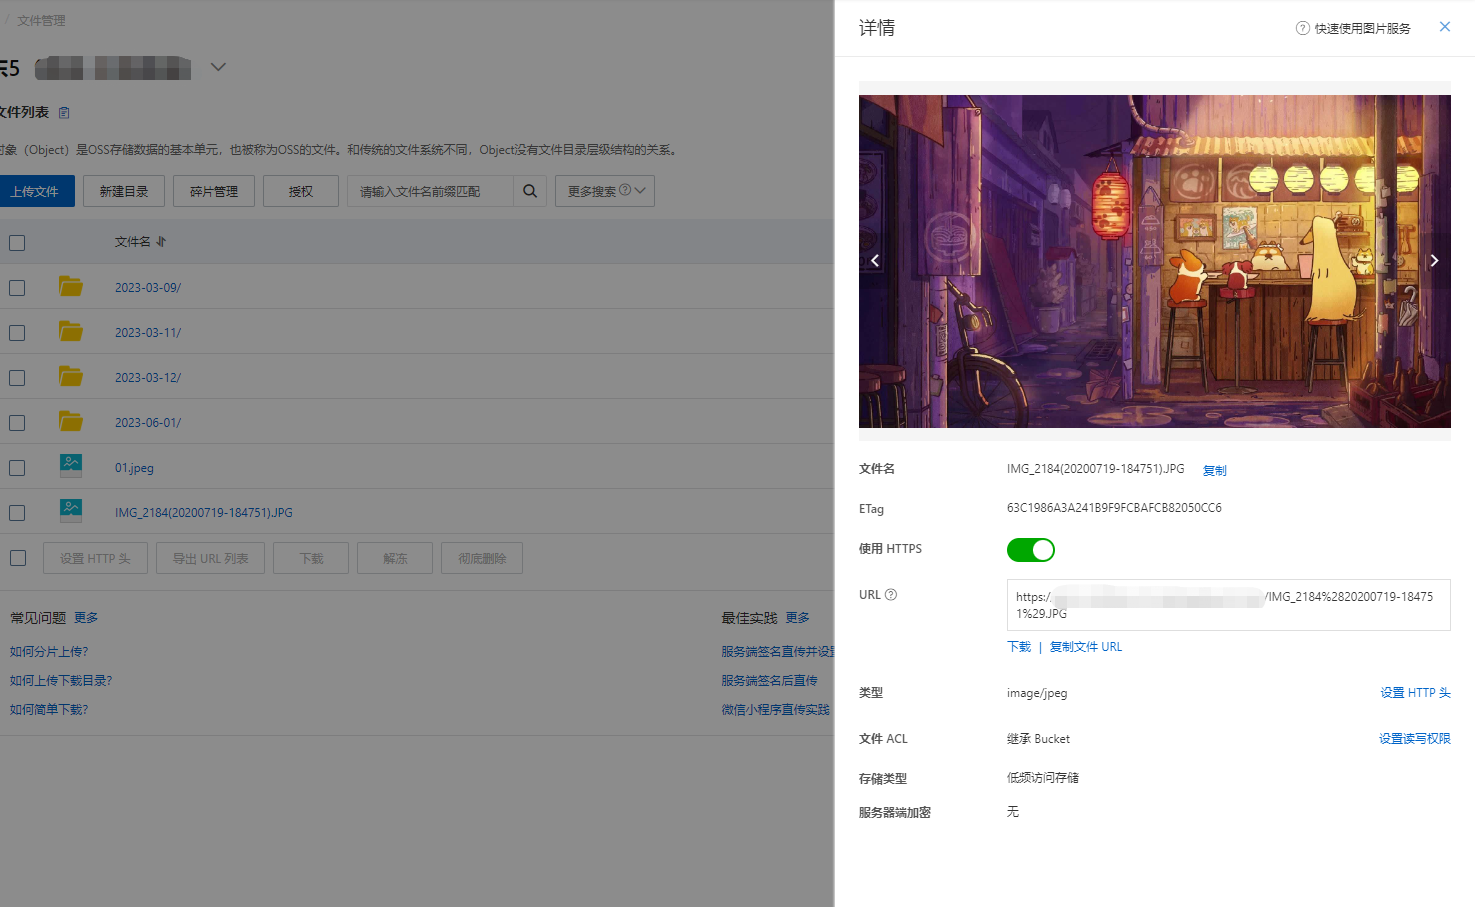 / 文件管理
5
文件列表
对象（Object）是OSS存储数据的基本单元，也被称为OSS的文件。和传统的文件系统不同，Object没有文件目录层级结构的关系。
上传文件 新建目录 碎片管理 授权 请输入文件名前缀匹配 更多搜索
文件名
2023-03-09/
2023-03-11/
2023-03-12/
2023-06-01/
01.jpeg
IMG_2184(20200719-184751).JPG
设置 HTTP 头 导出 URL 列表 下载 解冻 彻底删除
常见问题 更多
如何分片上传?
如何上传下载目录?
如何简单下载?
最佳实践 更多
服务端签名直传并设
服务端签名后直传
微信小程序直传实践
详情
快速使用图片服务
文件名 IMG_2184(20200719-184751).JPG 复制
ETag 63C1986A3A241B9F9FCBAFCB82050CC6
使用 HTTPS
URL https:/ /IMG_2184%2820200719-18475
1%29.JPG
下载 | 复制文件 URL
类型 image/jpeg 设置 HTTP 头
文件 ACL 继承 Bucket 设置读写权限
存储类型 低频访问存储
服务器端加密 无